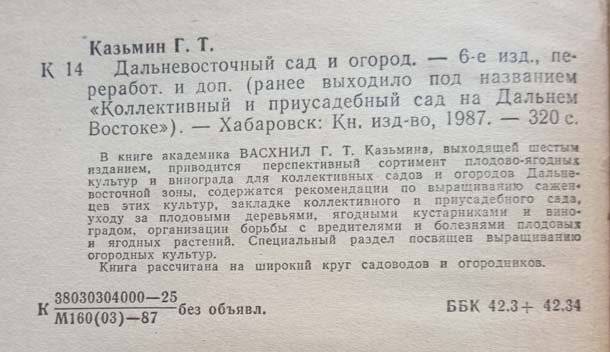 Казьмин Г. Т.
К 14 Дальневосточный сад и огород. — 6-е изд., пе-
реработ. и доп. (ранее выходило под названием
«Коллективный и приусадебный сад на Дальнем
Востоке»). — Хабаровск: Кн. изд-во, 1987. — 320 с.
В книге академика ВАСХНИЛ Г. Т. Казьмина, выходящей шестым
изданием, приводится перспективный сортимент плодово-ягодных
культур и винограда для коллективных садов и огородов Дальне-
восточной зоны, содержатся рекомендации по выращиванию сажен-
цев этих культур, закладке коллективного и приусадебного сада,
уходу за плодовыми деревьями, ягодными кустарниками и вино-
градом, организации борьбы с вредителями и болезнями плодовых
и ягодных растений. Специальный раздел посвящен выращиванию
огородных культур.
Книга рассчитана на широкий круг садоводов и огородников.
К 38030304000—25
М160(03)—87 без объявл.
ББК 42.3+ 42.34